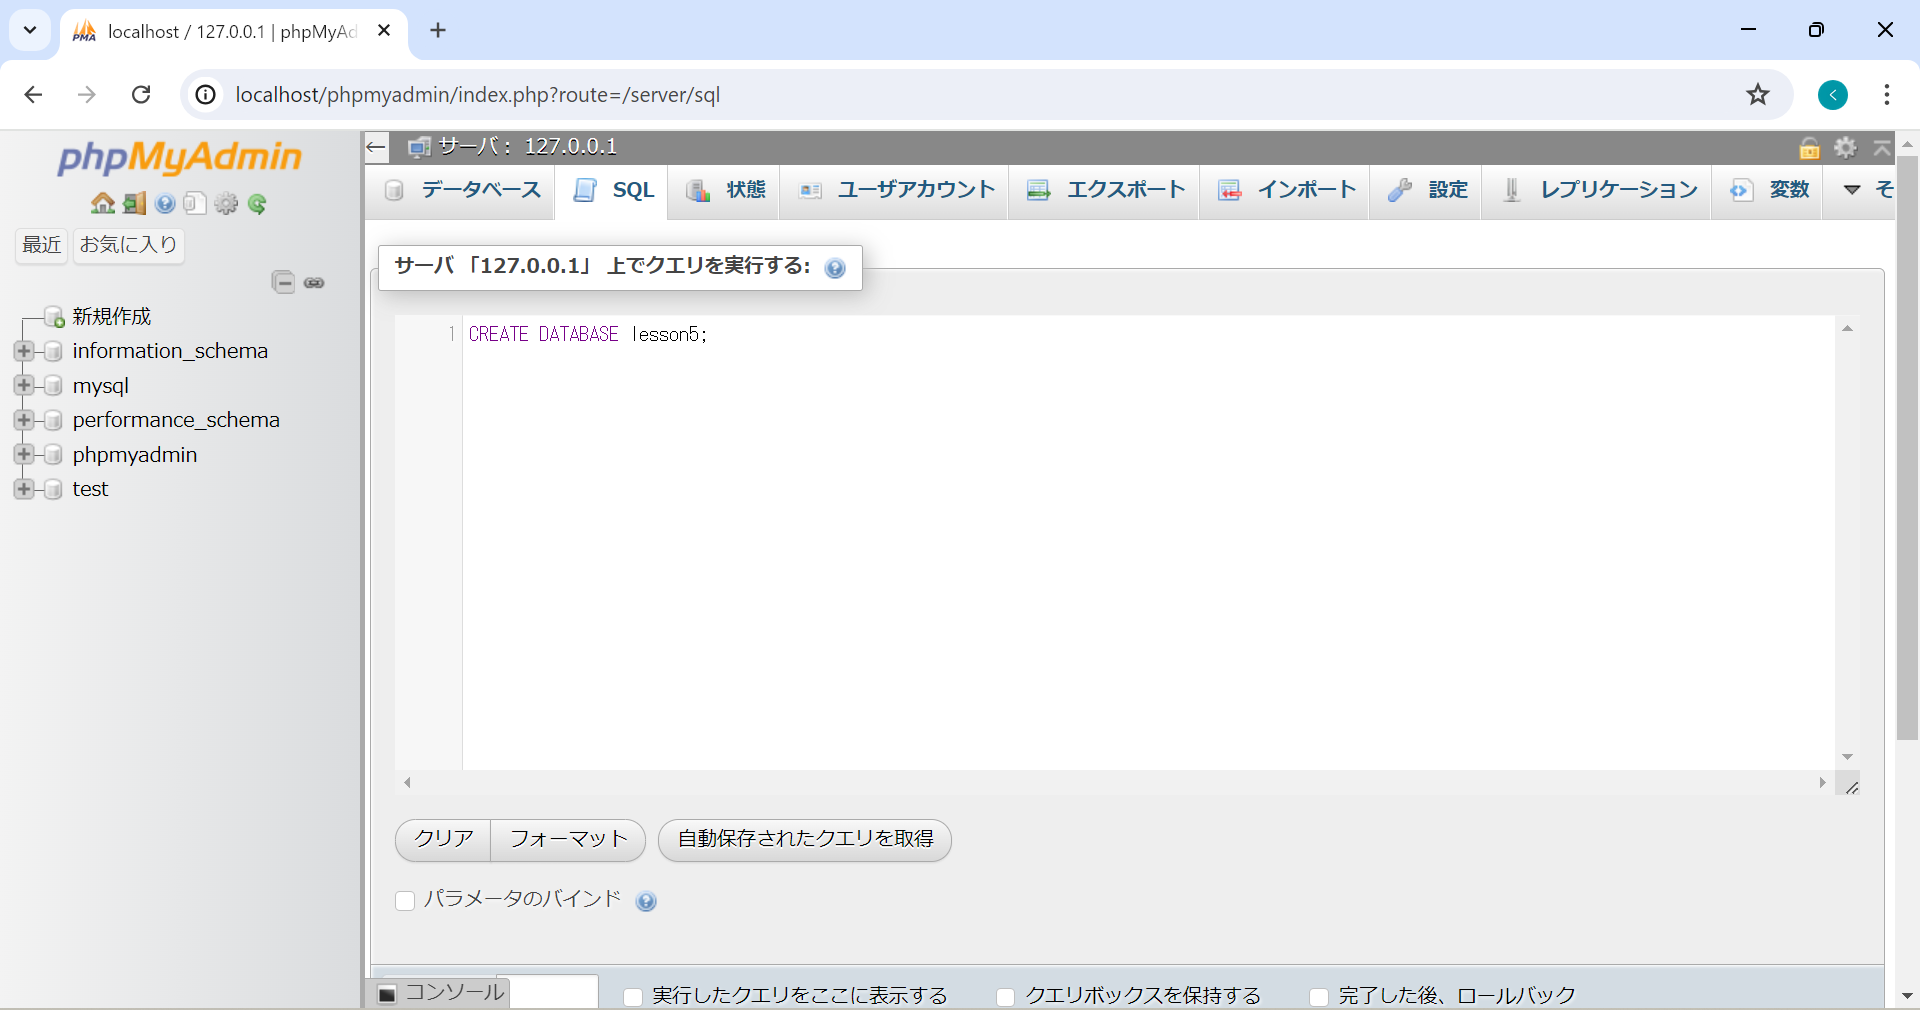 localhost / 127.0.0.1 | phpMyAd
localhost/phpmyadmin/index.php?route=/server/sql
phpMyAdmin
最近 お気に入り
新規作成
information_schema
mysql
performance_schema
phpmyadmin
test
サーバ： 127.0.0.1
データベース SQL 状態 ユーザアカウント エクスポート インポート 設定 レプリケーション 変数 そ
サーバ 「127.0.0.1」 上でクエリを実行する:
1 CREATE DATABASE lesson5;
クリア フォーマット 自動保存されたクエリを取得
パラメータのバインド
コンソール 実行したクエリをここに表示する クエリボックスを保持する 完了した後、ロールバック